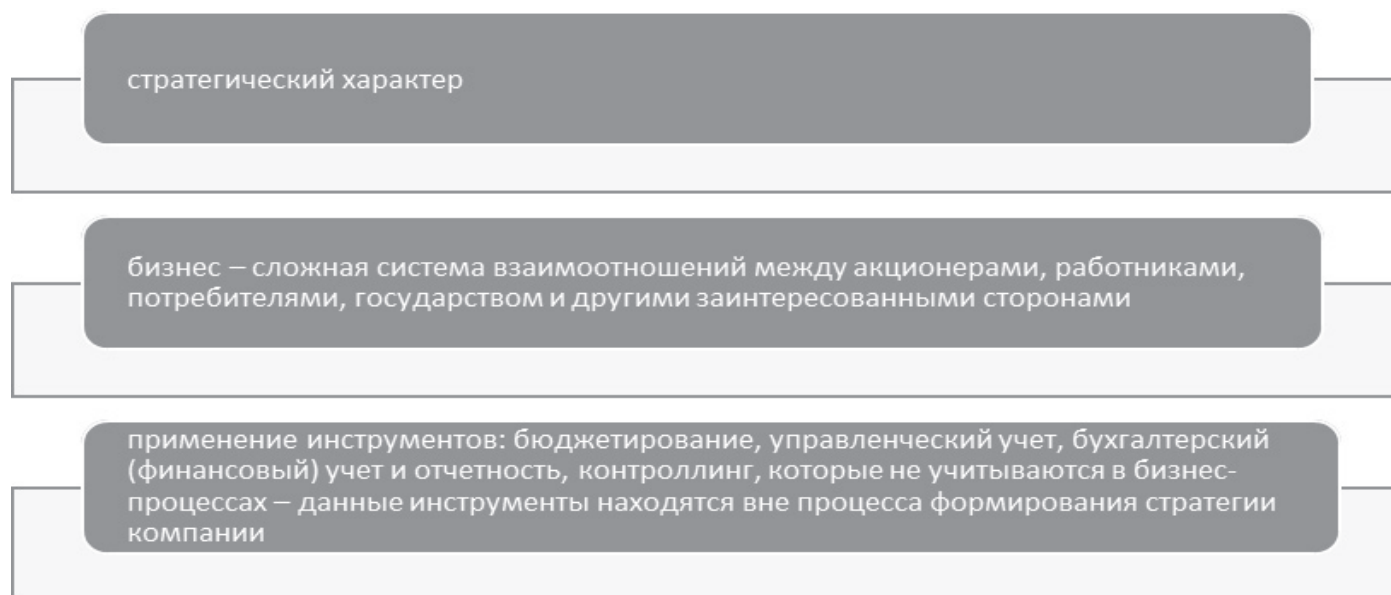 стратегический характер
бизнес – сложная система взаимоотношений между акционерами, работниками,
потребителями, государством и другими заинтересованными сторонами
применение инструментов: бюджетирование, управленческий учет, бухгалтерский
(финансовый) учет и отчетность, контроллинг, которые не учитываются в бизнес-
процессах – данные инструменты находятся вне процесса формирования стратегии
компании